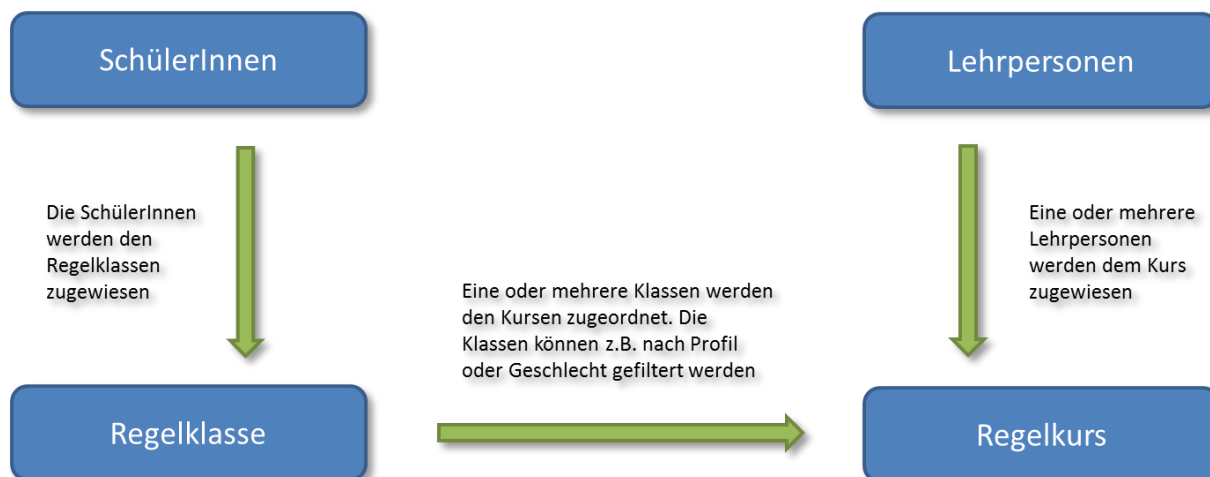 SchülerInnen
Lehrpersonen
Die SchülerInnen
werden den
Regelklassen
zugewiesen
Eine oder mehrere
Lehrpersonen
werden dem Kurs
zugewiesen
Eine oder mehrere Klassen werden
den Kursen zugeordnet. Die
Klassen können z.B. nach Profil
oder Geschlecht gefiltert werden
Regelklasse
Regelkurs